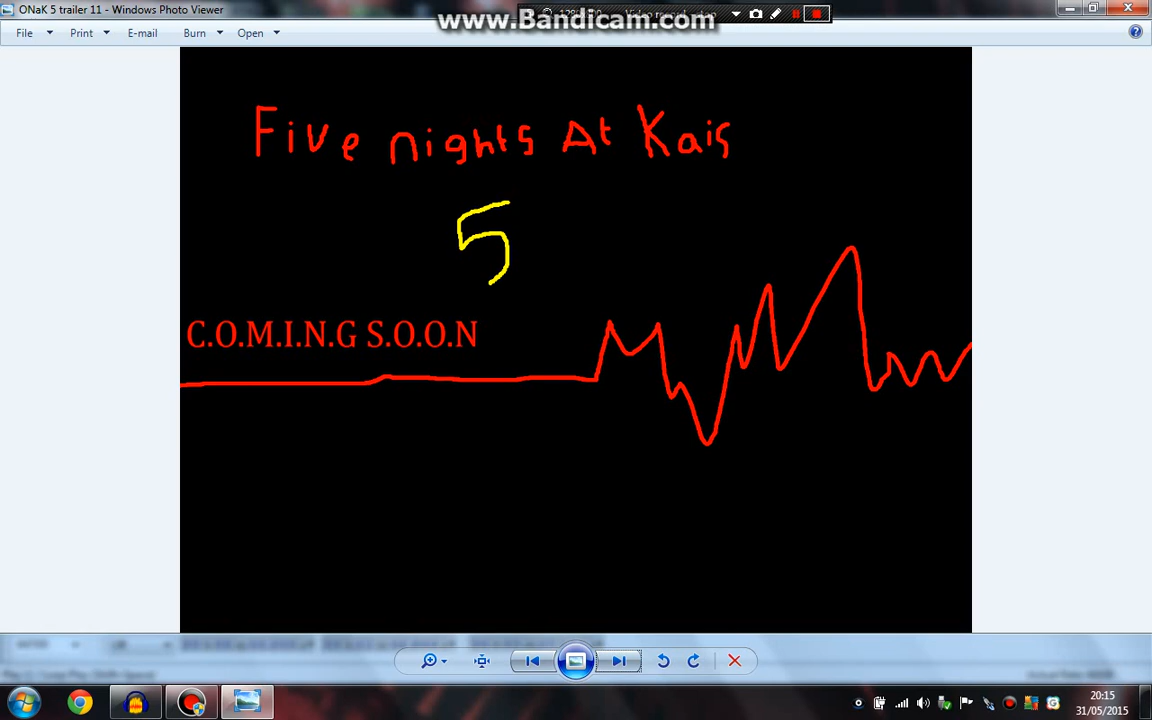 ONaK 5 trailer 11 - Windows Photo Viewer
www.Bandicam.com
File Print E-mail Burn Open
Five nights At Kais
5
C.O.M.I.N.G S.O.O.N
20:15
31/05/2015